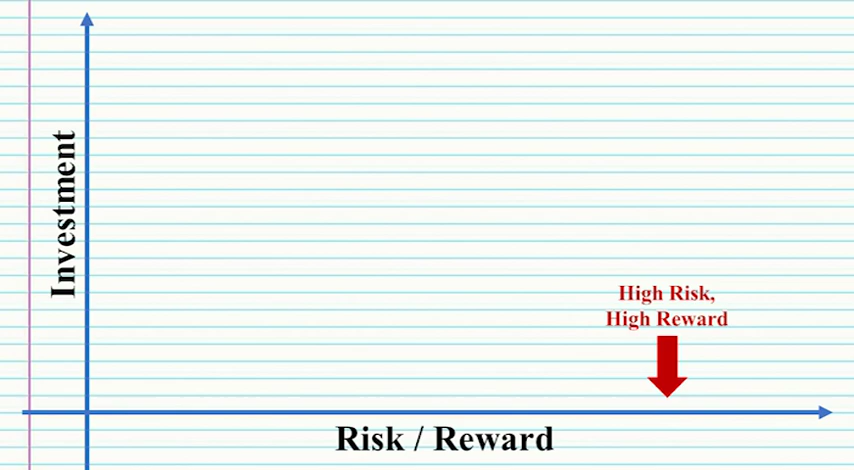 Investment
High Risk,
High Reward
Risk / Reward